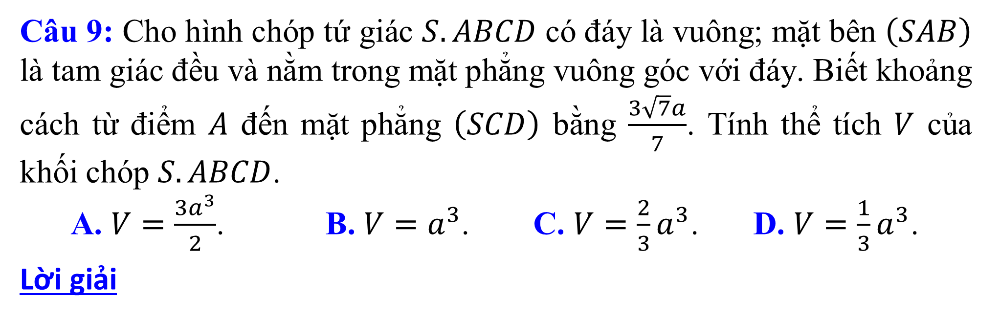 Câu 9: Cho hình chóp tứ giác S.ABCD có đáy là vuông; mặt bên (SAB)
là tam giác đều và nằm trong mặt phẳng vuông góc với đáy. Biết khoảng
cách từ điểm A đến mặt phẳng (SCD) bằng \frac{3\sqrt{7}a}{7}. Tính thể tích V của
khối chóp S.ABCD.
A. V = \frac{3a^3}{2}. B. V = a^3. C. V = \frac{2}{3}a^3. D. V = \frac{1}{3}a^3.
Lời giải